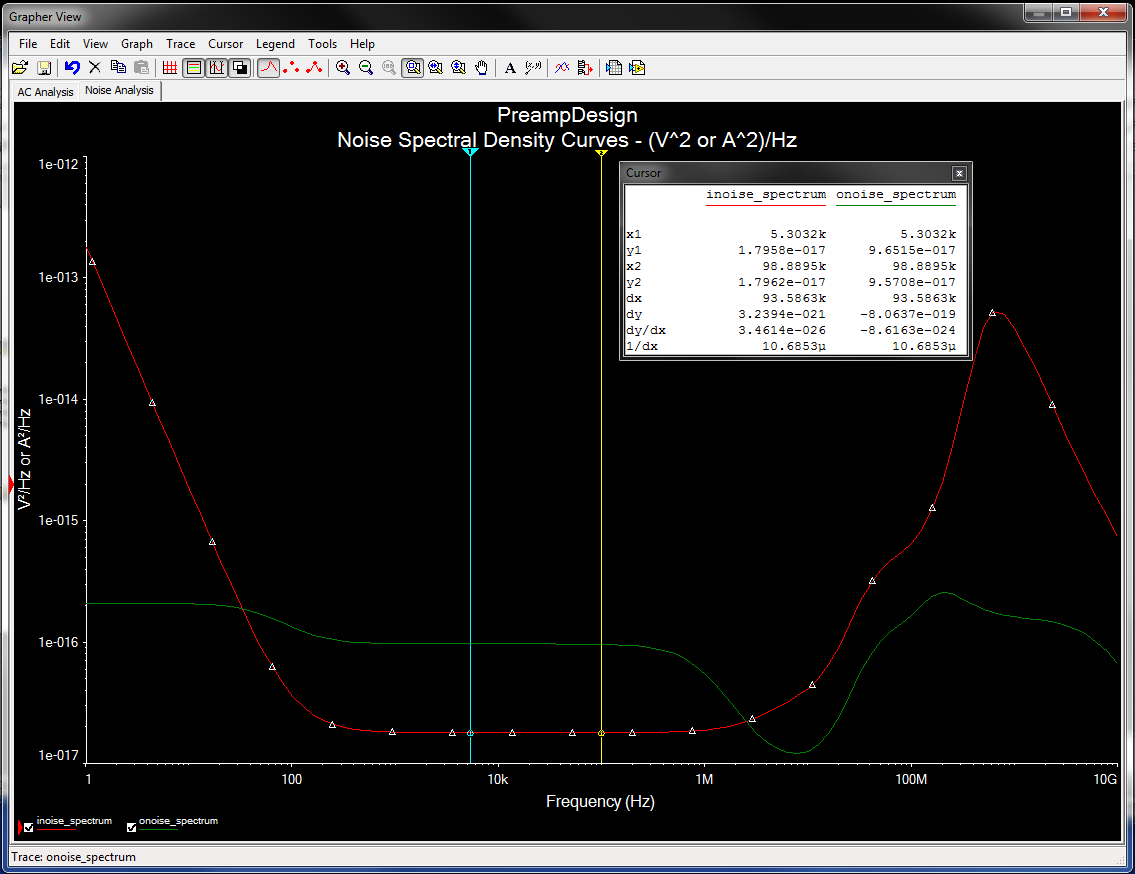 Grapher View
File Edit View Graph Trace Cursor Legend Tools Help
AC Analysis Noise Analysis
PreampDesign
Noise Spectral Density Curves - (V^2 or A^2)/Hz
Cursor
inoise_spectrum onoise_spectrum
x1 5.3032k 5.3032k
y1 1.7958e-017 9.6515e-017
x2 98.8895k 98.8895k
y2 1.7962e-017 9.5708e-017
dx 93.5863k 93.5863k
dy 3.2394e-021 -8.0637e-019
dy/dx 3.4614e-026 -8.6163e-024
1/dx 10.6853µ 10.6853µ
1e-012
1e-013
1e-014
1e-015
1e-016
1e-017
V²/Hz or A²/Hz
1 100 10k 1M 100M 10G
Frequency (Hz)
inoise_spectrum onoise_spectrum
Trace: onoise_spectrum